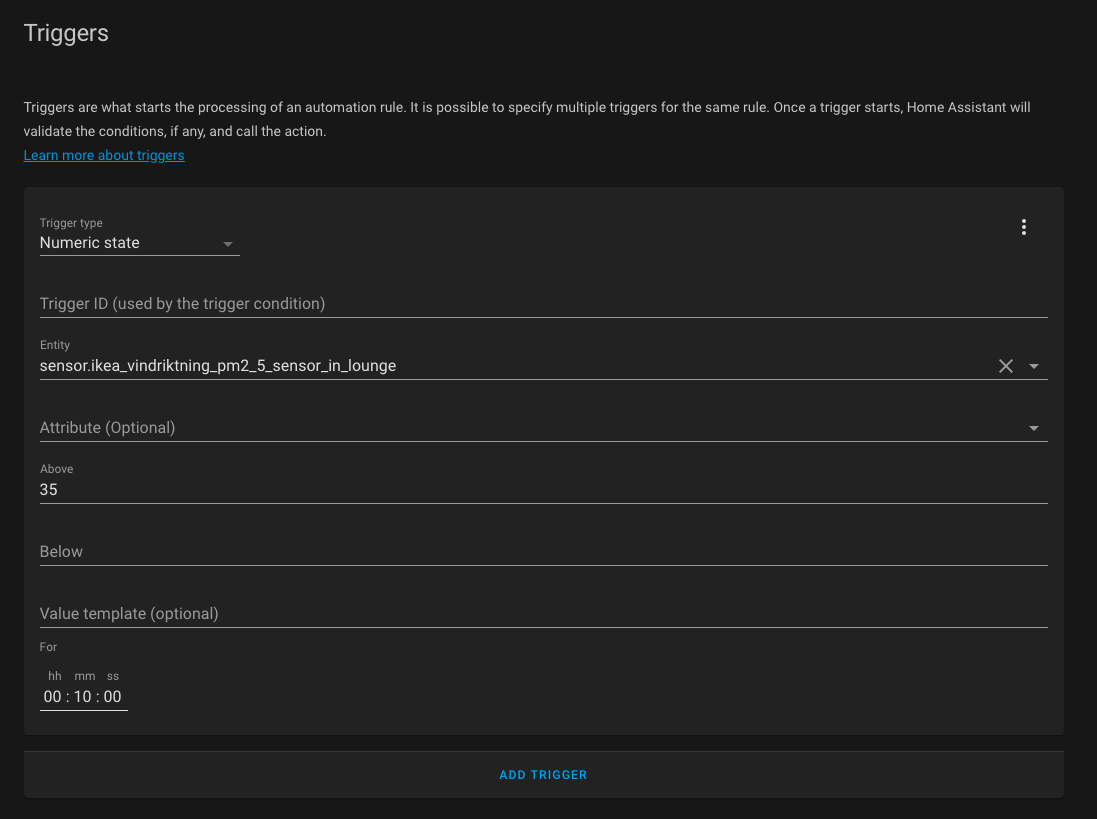 Triggers
Triggers are what starts the processing of an automation rule. It is possible to specify multiple triggers for the same rule. Once a trigger starts, Home Assistant will
validate the conditions, if any, and call the action.
Learn more about triggers
Trigger type
Numeric state
Trigger ID (used by the trigger condition)
Entity
sensor.ikea_vindriktning_pm2_5_sensor_in_lounge
Attribute (Optional)
Above
35
Below
Value template (optional)
For
hh mm ss
00 : 10 : 00
ADD TRIGGER